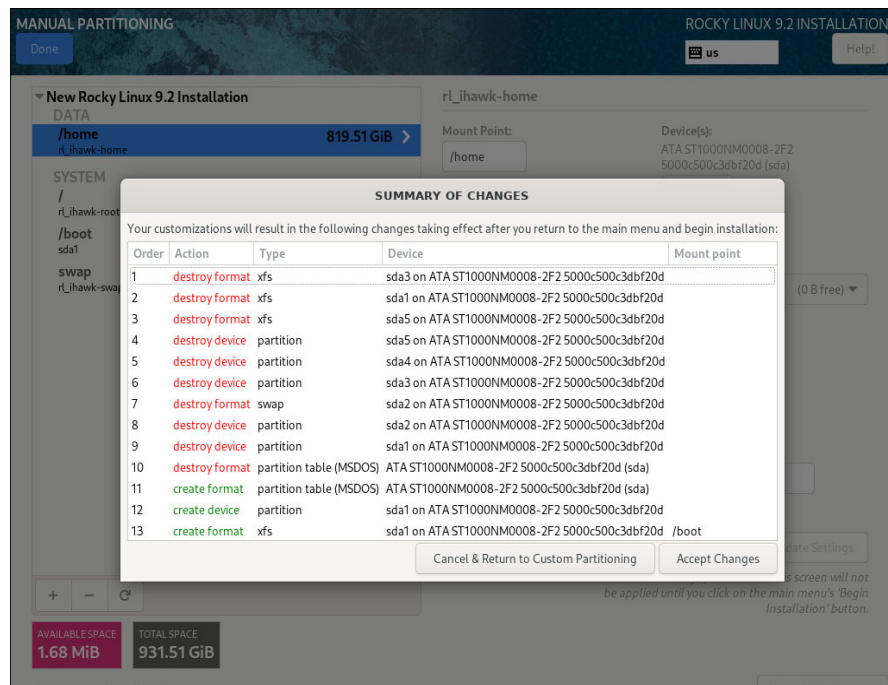 MANUAL PARTITIONING
ROCKY LINUX 9.2 INSTALLATION
Done
us
Help!
New Rocky Linux 9.2 Installation
DATA
/home
819.51 GiB
rl_ihawk-home
SYSTEM
/
rl_ihawk-root
/boot
sda1
swap
rl_ihawk-swap
rl_ihawk-home
Mount Point:
Device(s):
/home
ATA ST1000NM0008-2F2
5000c500c3dbf20d (sda)
(0 B free)
SUMMARY OF CHANGES
Your customizations will result in the following changes taking effect after you return to the main menu and begin installation:
Order Action Type Device Mount point
1 destroy format xfs sda3 on ATA ST1000NM0008-2F2 5000c500c3dbf20d
2 destroy format xfs sda1 on ATA ST1000NM0008-2F2 5000c500c3dbf20d
3 destroy format xfs sda5 on ATA ST1000NM0008-2F2 5000c500c3dbf20d
4 destroy device partition sda5 on ATA ST1000NM0008-2F2 5000c500c3dbf20d
5 destroy device partition sda4 on ATA ST1000NM0008-2F2 5000c500c3dbf20d
6 destroy device partition sda3 on ATA ST1000NM0008-2F2 5000c500c3dbf20d
7 destroy format swap sda2 on ATA ST1000NM0008-2F2 5000c500c3dbf20d
8 destroy device partition sda2 on ATA ST1000NM0008-2F2 5000c500c3dbf20d
9 destroy device partition sda1 on ATA ST1000NM0008-2F2 5000c500c3dbf20d
10 destroy format partition table (MSDOS) ATA ST1000NM0008-2F2 5000c500c3dbf20d (sda)
11 create format partition table (MSDOS) ATA ST1000NM0008-2F2 5000c500c3dbf20d (sda)
12 create device partition sda1 on ATA ST1000NM0008-2F2 5000c500c3dbf20d
13 create format xfs sda1 on ATA ST1000NM0008-2F2 5000c500c3dbf20d /boot
Cancel & Return to Custom Partitioning
Accept Changes
date Settings
s screen will not
be applied until you click on the main menu's 'Begin
Installation' button.
+ -
AVAILABLE SPACE
1.68 MiB
TOTAL SPACE
931.51 GiB